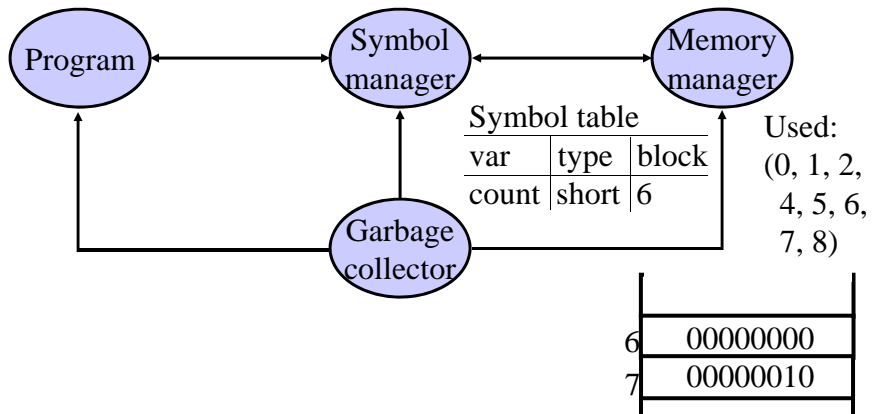 Program
Symbol
manager
Memory
manager
Symbol table
var type block
count short 6
Used:
(0, 1, 2,
4, 5, 6,
7, 8)
Garbage
collector
6 00000000
7 00000010